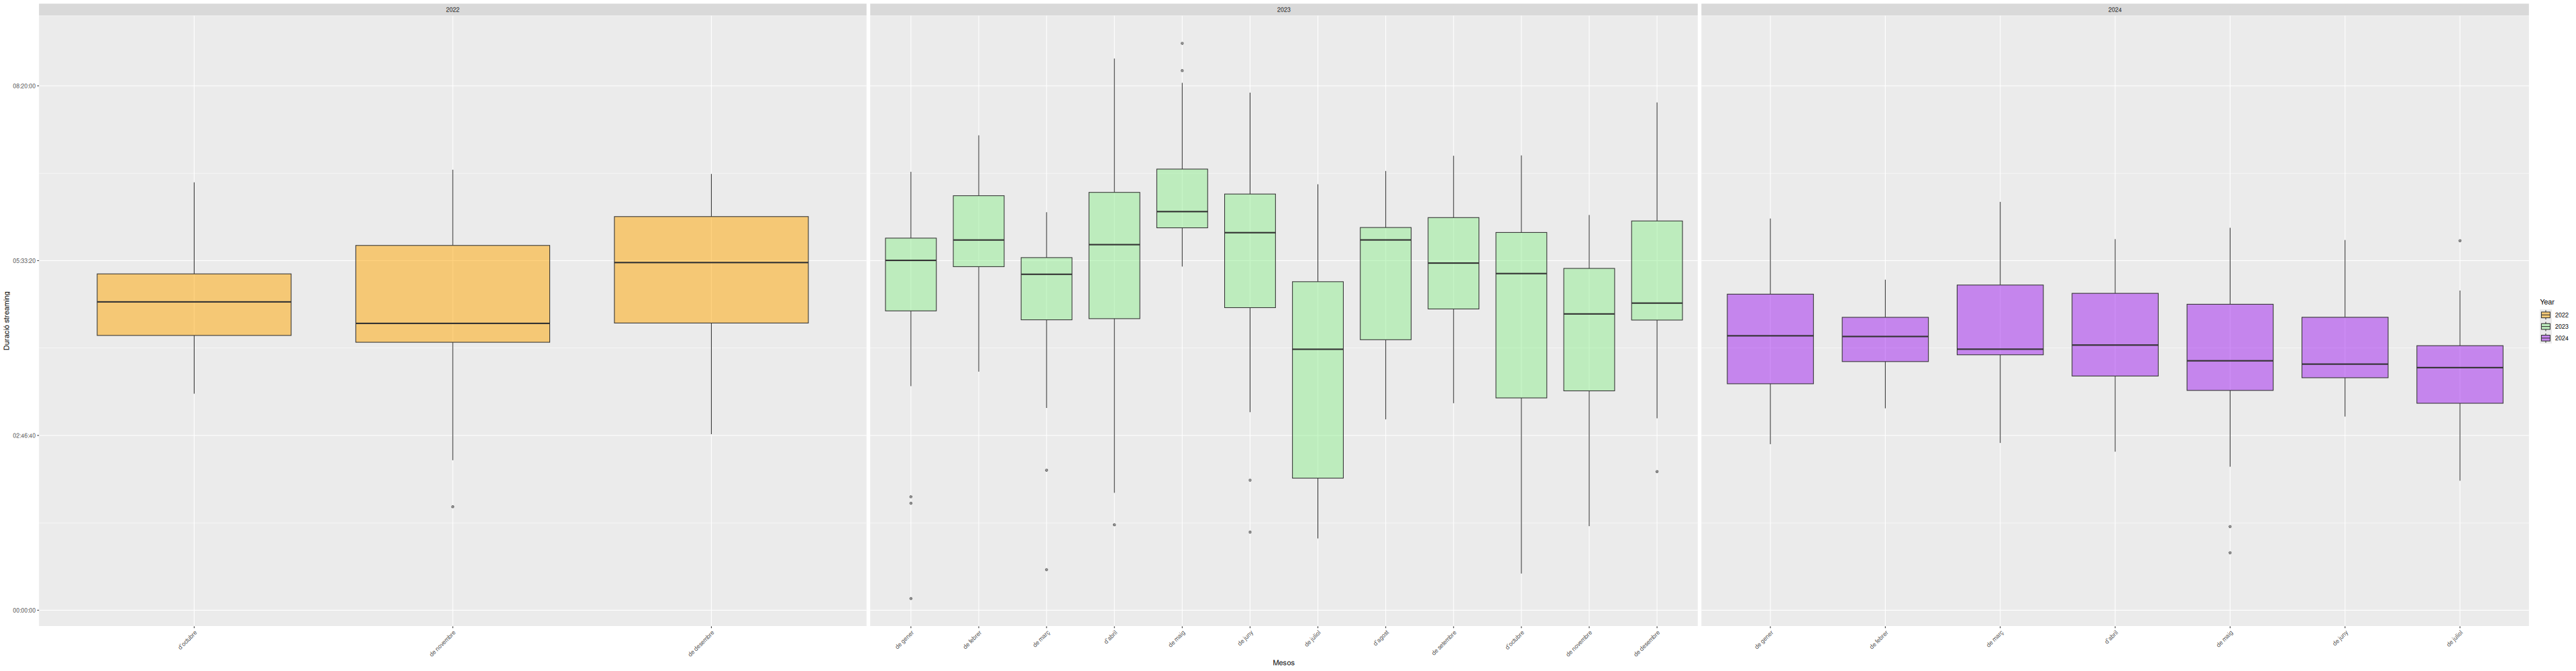 2022
2023
2024
Duració streaming
08:20:00
05:33:20
02:46:40
00:00:00
d'octubre
de novembre
de desembre
de gener
de febrer
de març
d'abril
de maig
de juny
de juliol
d'agost
de setembre
d'octubre
de novembre
de desembre
de gener
de febrer
de març
d'abril
de maig
de juny
de juliol
Mesos
Year
2022
2023
2024